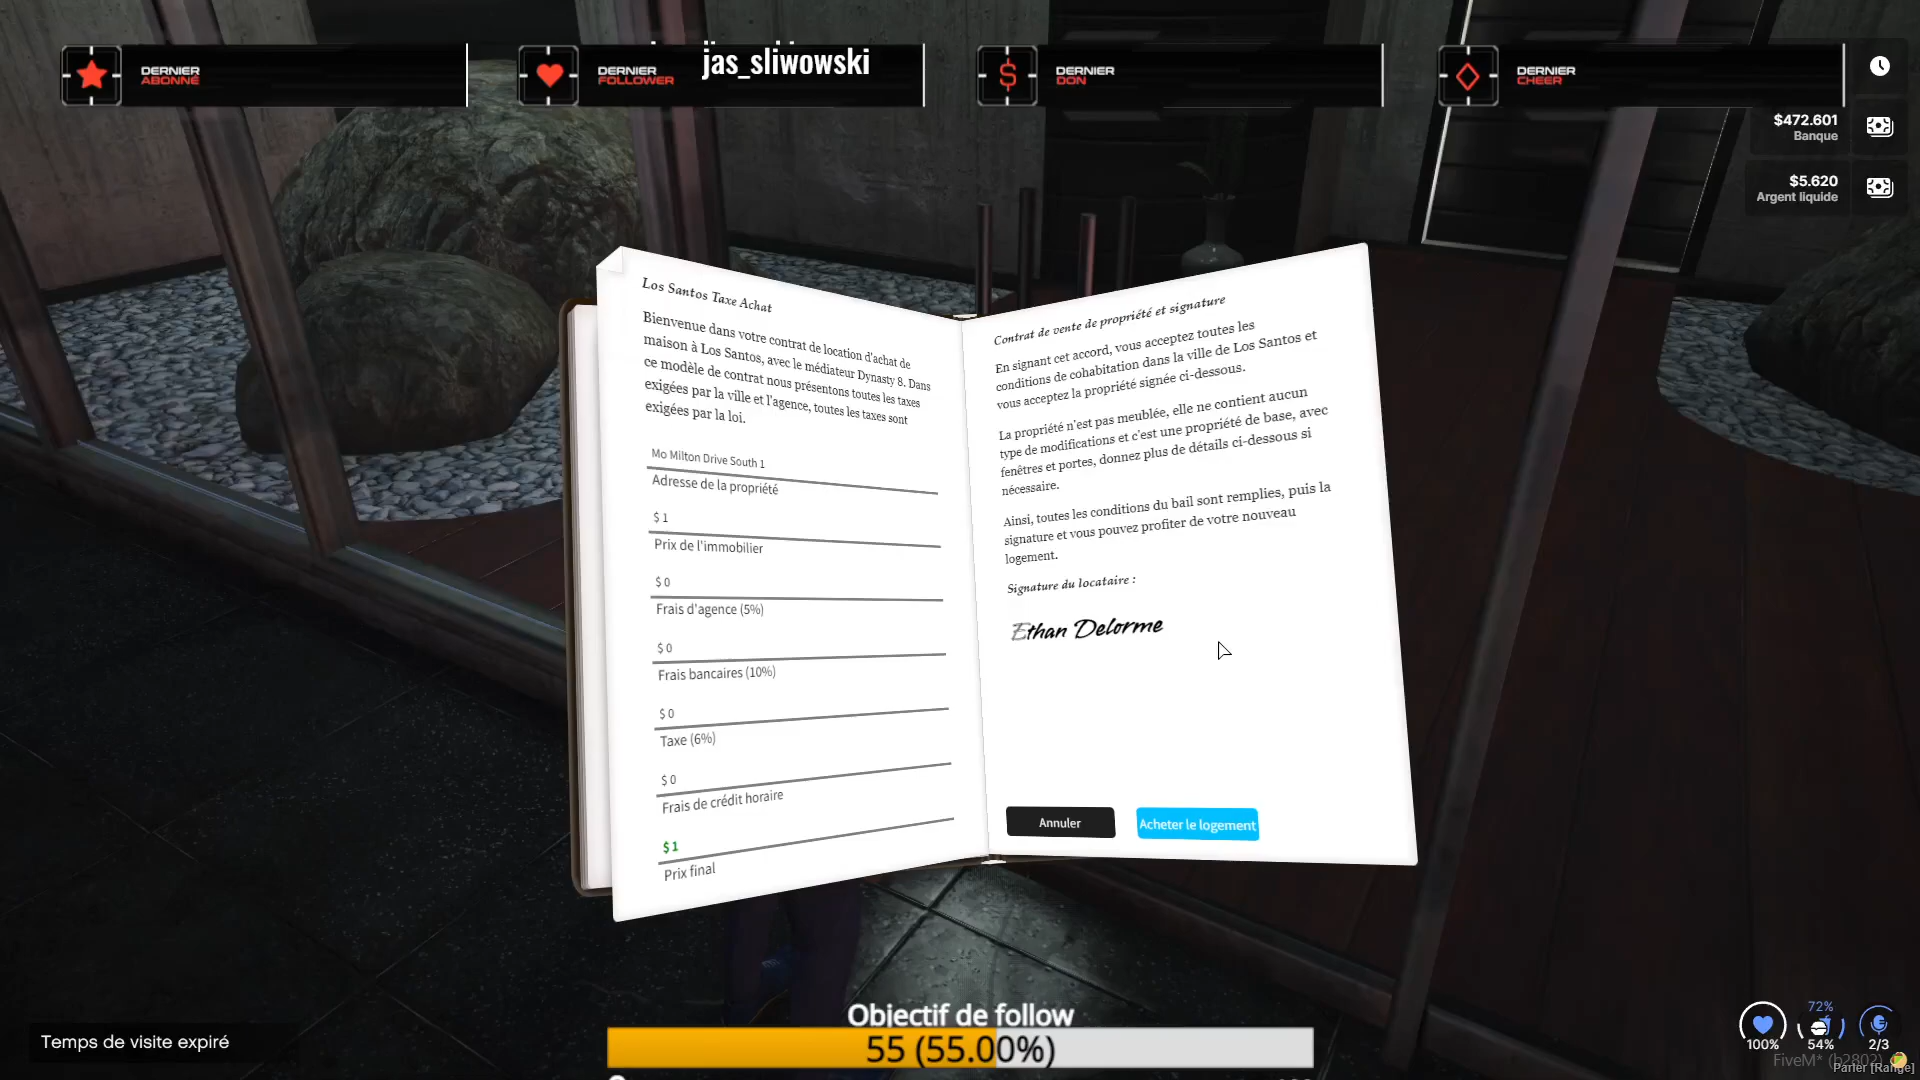 DERNIER
ABONNÉ
DERNIER
FOLLOWER
jas_sliwowski
DERNIER
DON
DERNIER
CHEER
$472.601
Banque
$5.620
Argent liquide
Los Santos Taxe Achat
Bienvenue dans votre contrat de location d'achat de
maison à Los Santos, avec le médiateur Dynasty 8. Dans
ce modèle de contrat nous présentons toutes les taxes
exigées par la ville et l'agence, toutes les taxes sont
exigées par la loi.
Mo Milton Drive South 1
Adresse de la propriété
$ 1
Prix de l'immobilier
$ 0
Frais d'agence (5%)
$ 0
Frais bancaires (10%)
$ 0
Taxe (6%)
$ 0
Frais de crédit horaire
$ 1
Prix final
Contrat de vente de propriété et signature
En signant cet accord, vous acceptez toutes les
conditions de cohabitation dans la ville de Los Santos et
vous acceptez la propriété signée ci-dessous.
La propriété n'est pas meublée, elle ne contient aucun
type de modifications et c'est une propriété de base, avec
fenêtres et portes, donnez plus de détails ci-dessous si
nécessaire.
Ainsi, toutes les conditions du bail sont remplies, puis la
signature et vous pouvez profiter de votre nouveau
logement.
Signature du locataire :
Ethan Delorme
Annuler
Acheter le logement
Temps de visite expiré
Objectif de follow
55 (55.00%)
72%
100%
54%
2/3
FiveM* (b2802)
Parler [Range]